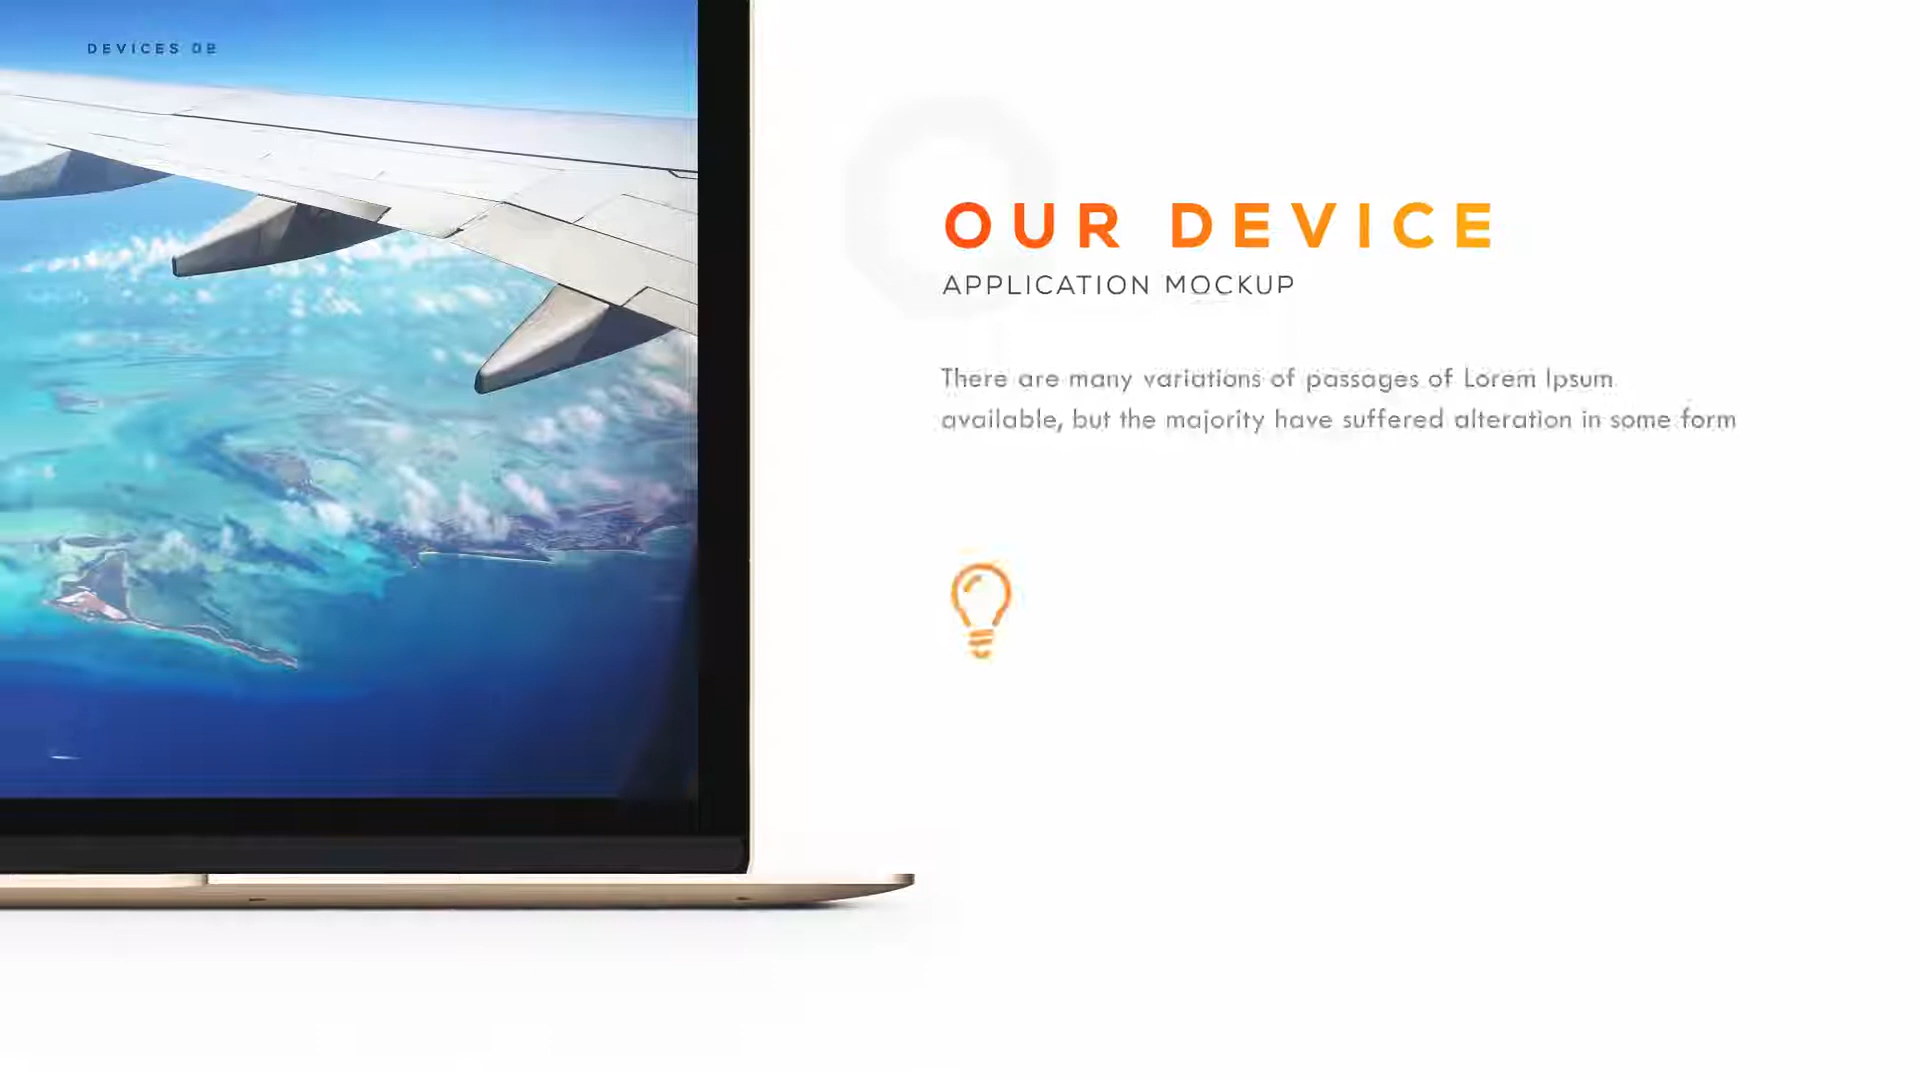 DEVICES 08
OUR DEVICE
APPLICATION MOCKUP
There are many variations of passages of Lorem Ipsum
available, but the majority have suffered alteration in some form